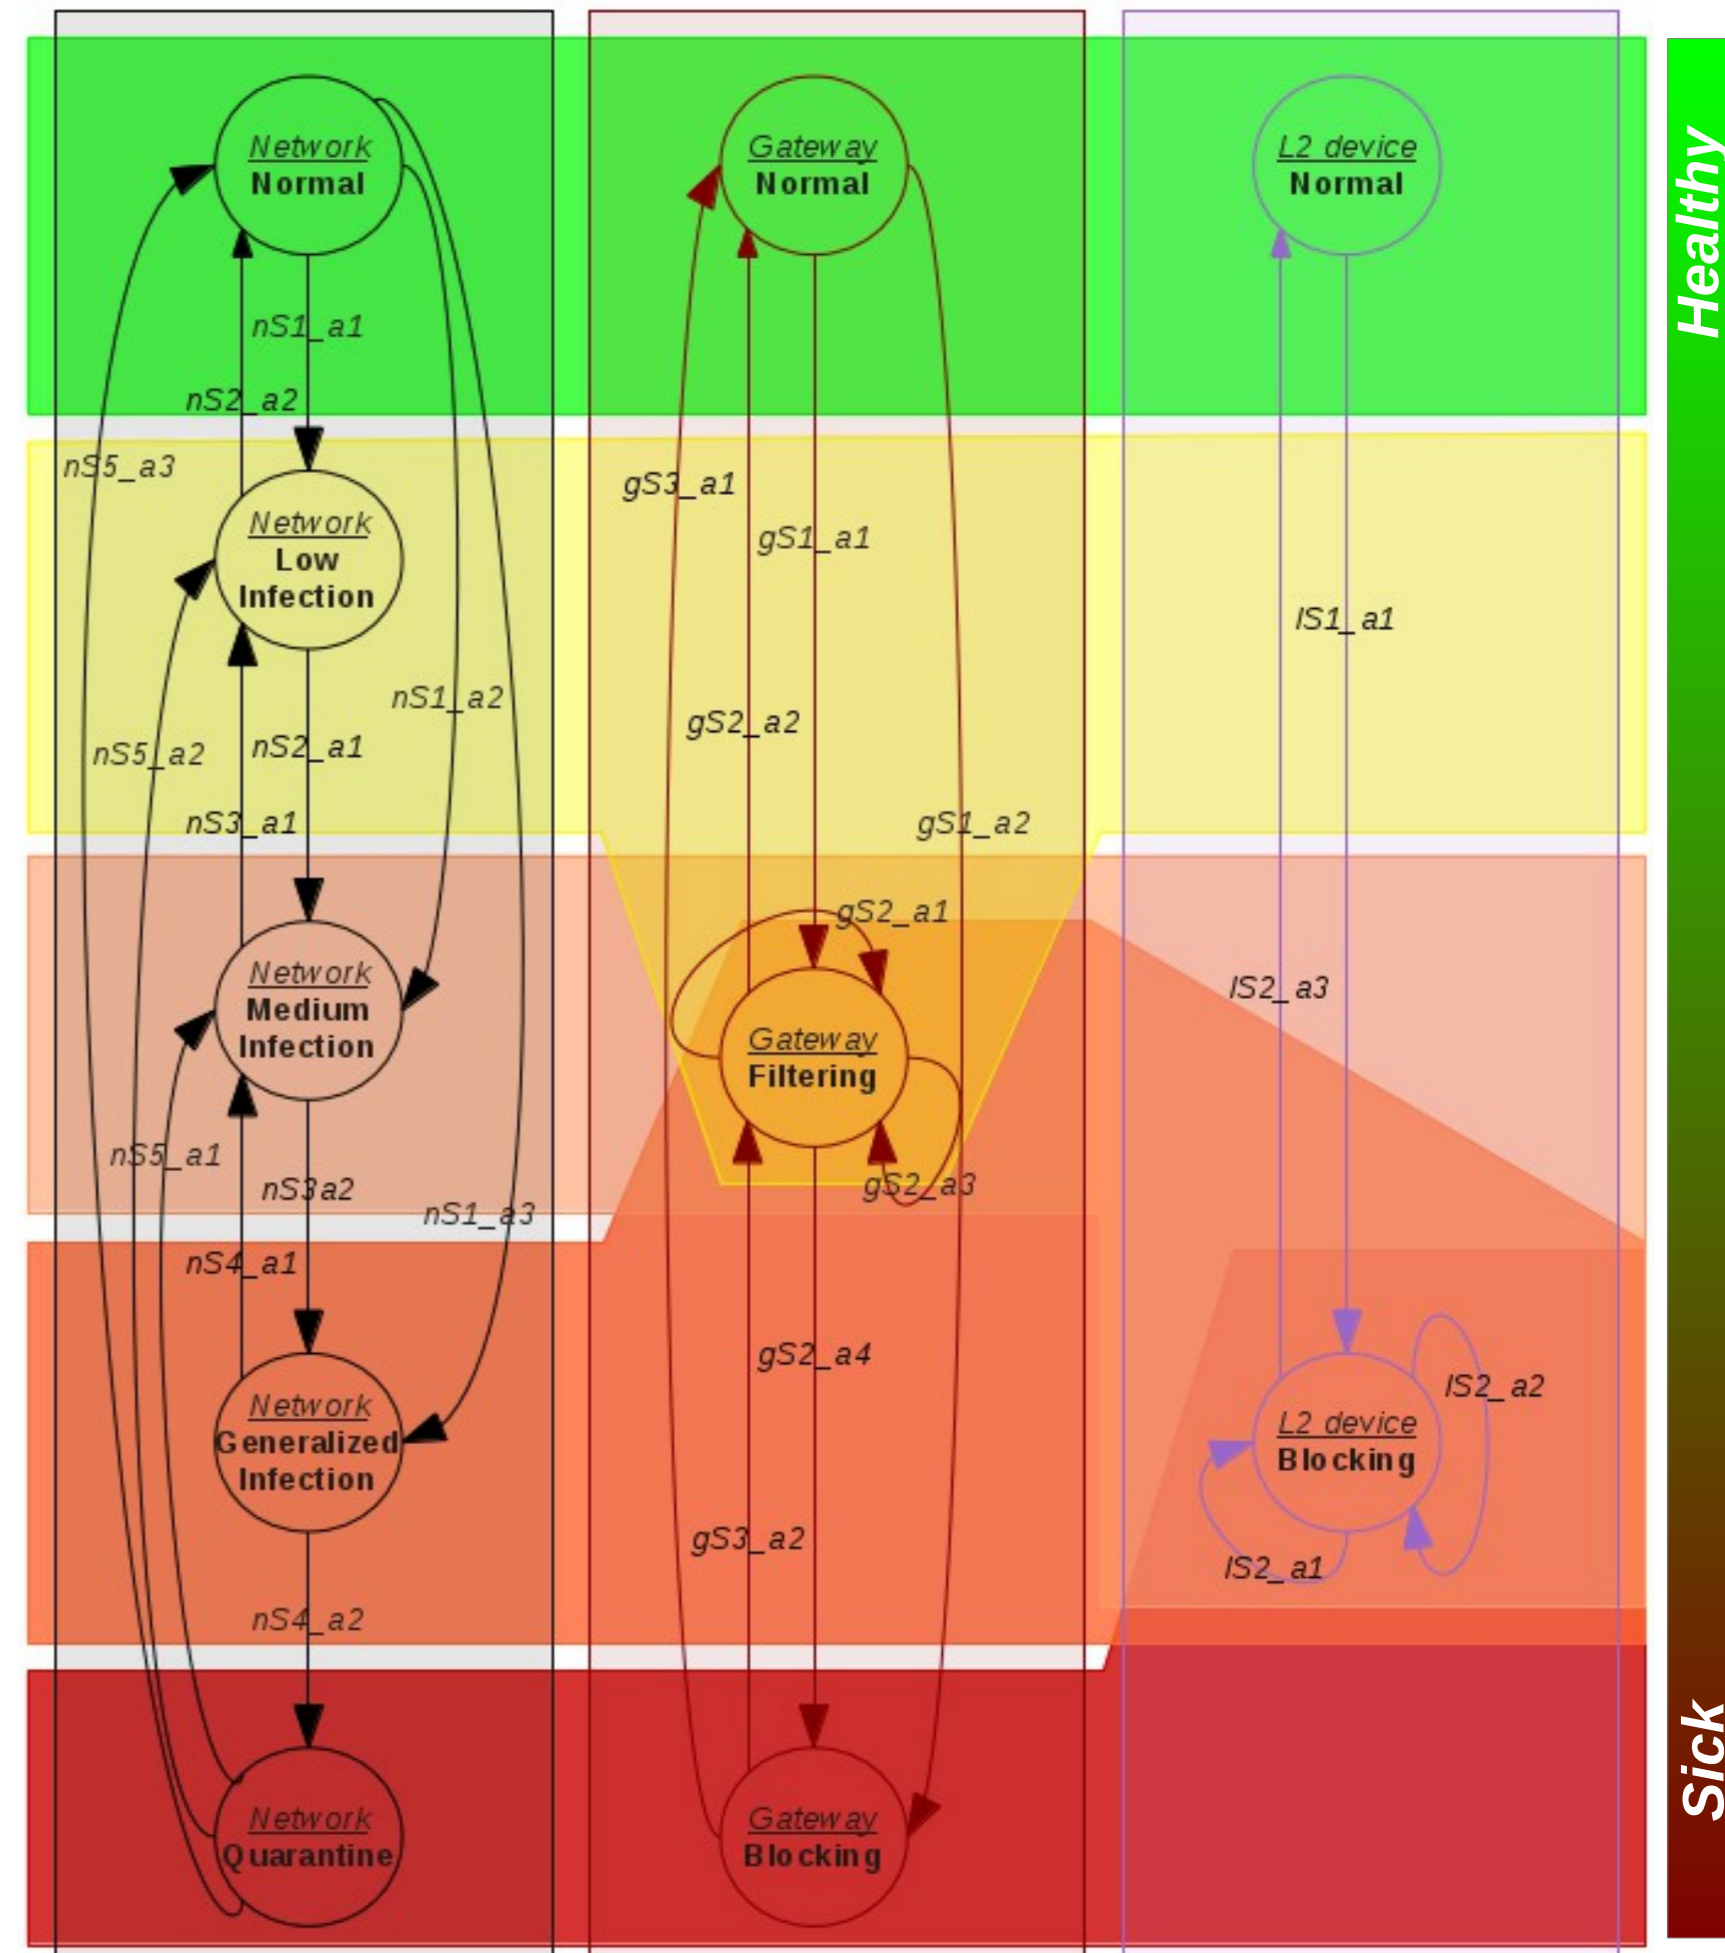 Network
Normal
Gateway
Normal
L2 device
Normal
Healthy
nS1_a1
nS2_a2
nS5_a3
gS3_a1
gS1_a1
Network
Low
Infection
lS1_a1
nS1_a2
gS2_a2
nS5_a2
nS2_a1
nS3_a1
gS1_a2
gS2_a1
Network
Medium
Infection
lS2_a3
Gateway
Filtering
nS5_a1
nS3a2
gS2_a3
nS1_a3
nS4_a1
gS2_a4
Network
Generalized
Infection
lS2_a2
L2 device
Blocking
gS3_a2
lS2_a1
nS4_a2
Sick
Network
Quarantine
Gateway
Blocking